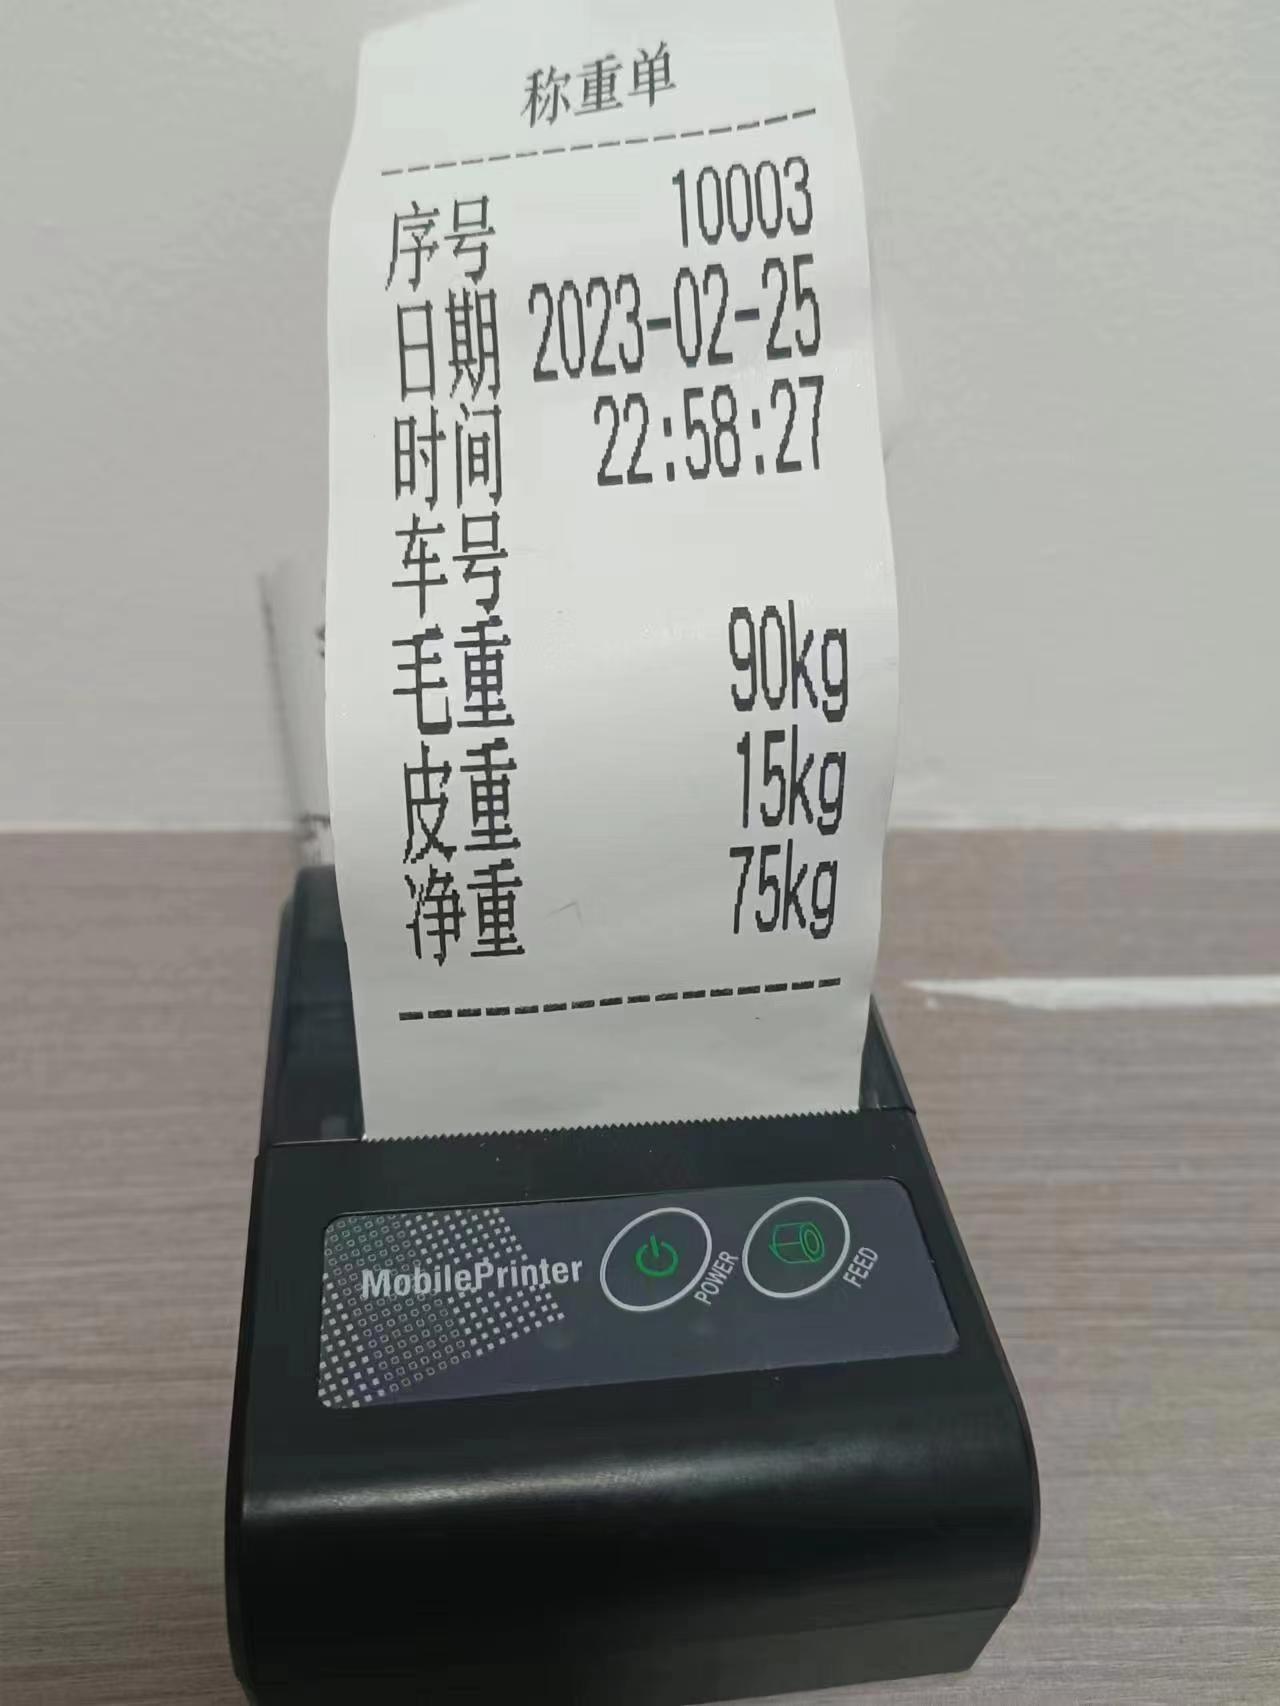 称重单
序号 10003
日期 2023-02-25
时间 22:58:27
车号
毛重 90kg
皮重 15kg
净重 75kg
MobilePrinter
POWER
FEED